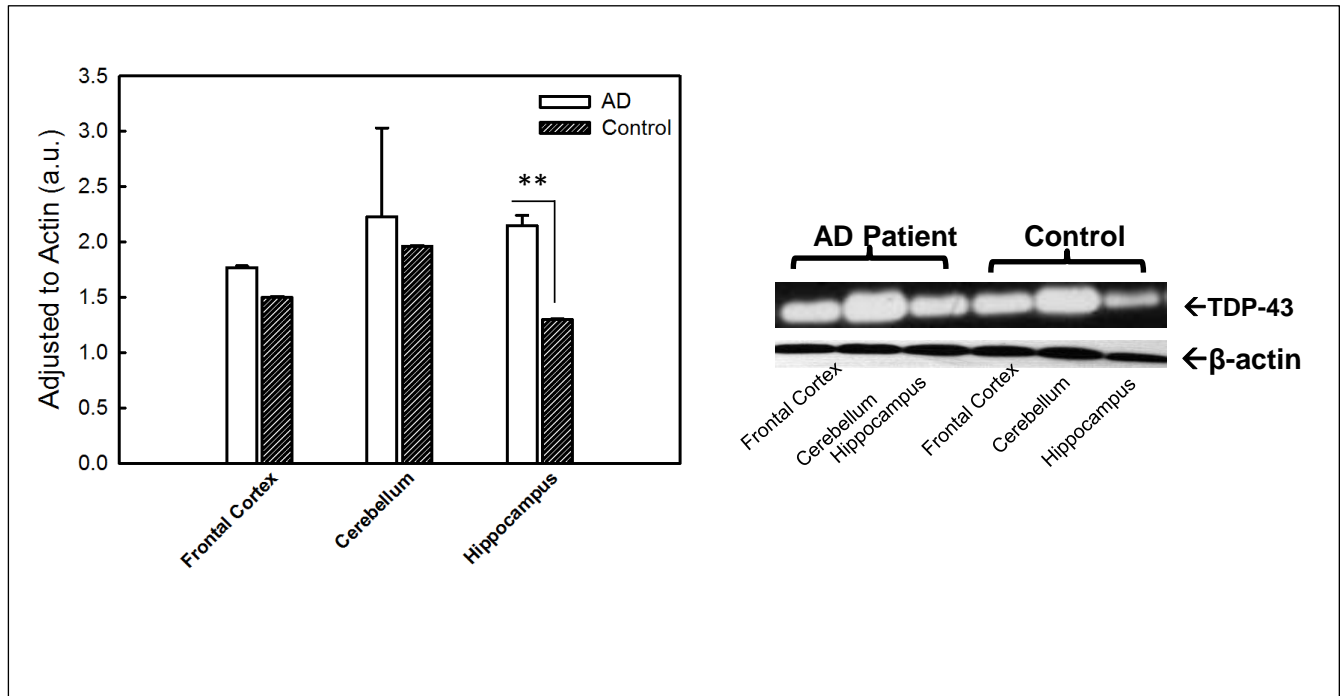 3.5
3.0
2.5
2.0
1.5
1.0
0.5
0.0
Adjusted to Actin (a.u.)
AD
Control
**
Frontal Cortex
Cerebellum
Hippocampus
AD Patient
Control
←TDP-43
←β-actin
Frontal Cortex
Cerebellum
Hippocampus
Frontal Cortex
Cerebellum
Hippocampus